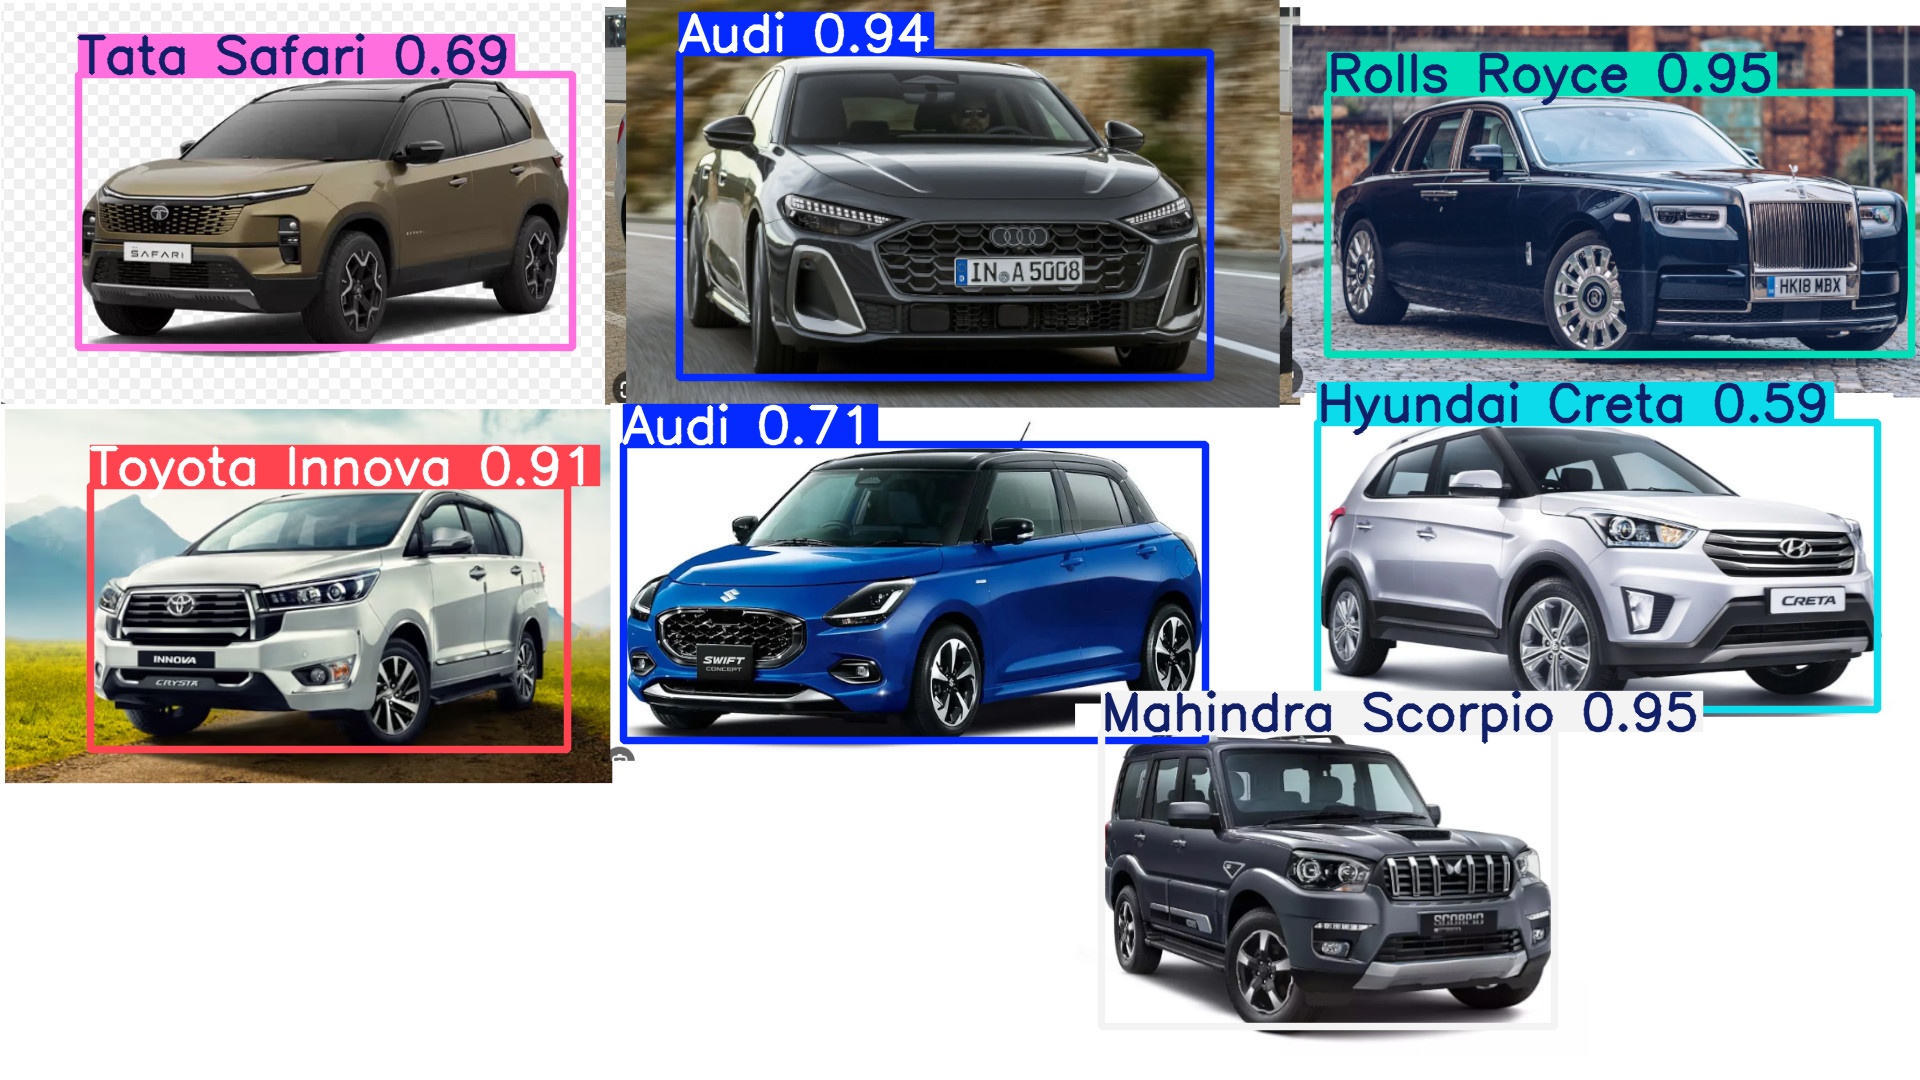 Tata Safari 0.69
SAFARI
Audi 0.94
IN A 5008
Rolls Royce 0.95
HK18 MBX
Toyota Innova 0.91
INNOVA
CRYSTA
Audi 0.71
SWIFT
CONCEPT
Hyundai Creta 0.59
CRETA
Mahindra Scorpio 0.95
SCORPIO